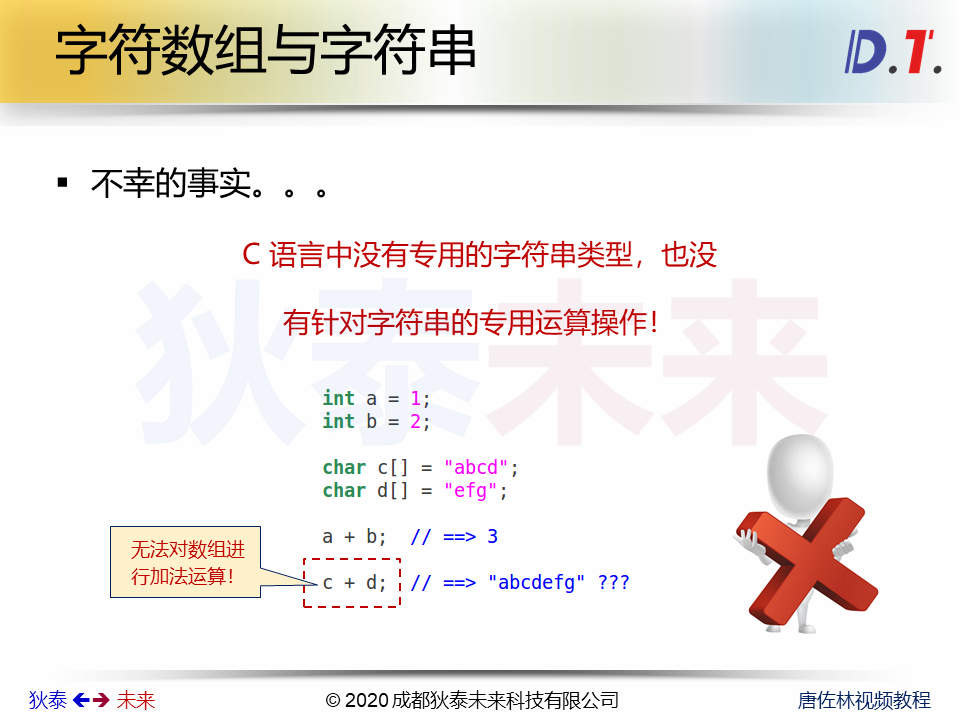 字符数组与字符串
D.T.
▪ 不幸的事实。。。
C 语言中没有专用的字符串类型，也没
有针对字符串的专用运算操作！
狄泰未来
int a = 1;
int b = 2;
char c[] = "abcd";
char d[] = "efg";
a + b;  // ==> 3
无法对数组进
行加法运算！
c + d;  // ==> "abcdefg" ???
狄泰 🡸🡺 未来
© 2020 成都狄泰未来科技有限公司
唐佐林视频教程